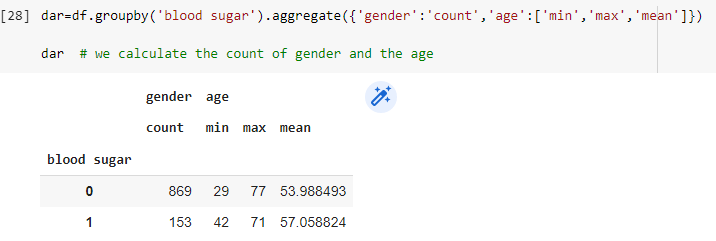 [28] dar=df.groupby('blood sugar').aggregate({'gender':'count','age':['min','max','mean']})
dar # we calculate the count of gender and the age
gender age
count min max mean
blood sugar
0 869 29 77 53.988493
1 153 42 71 57.058824